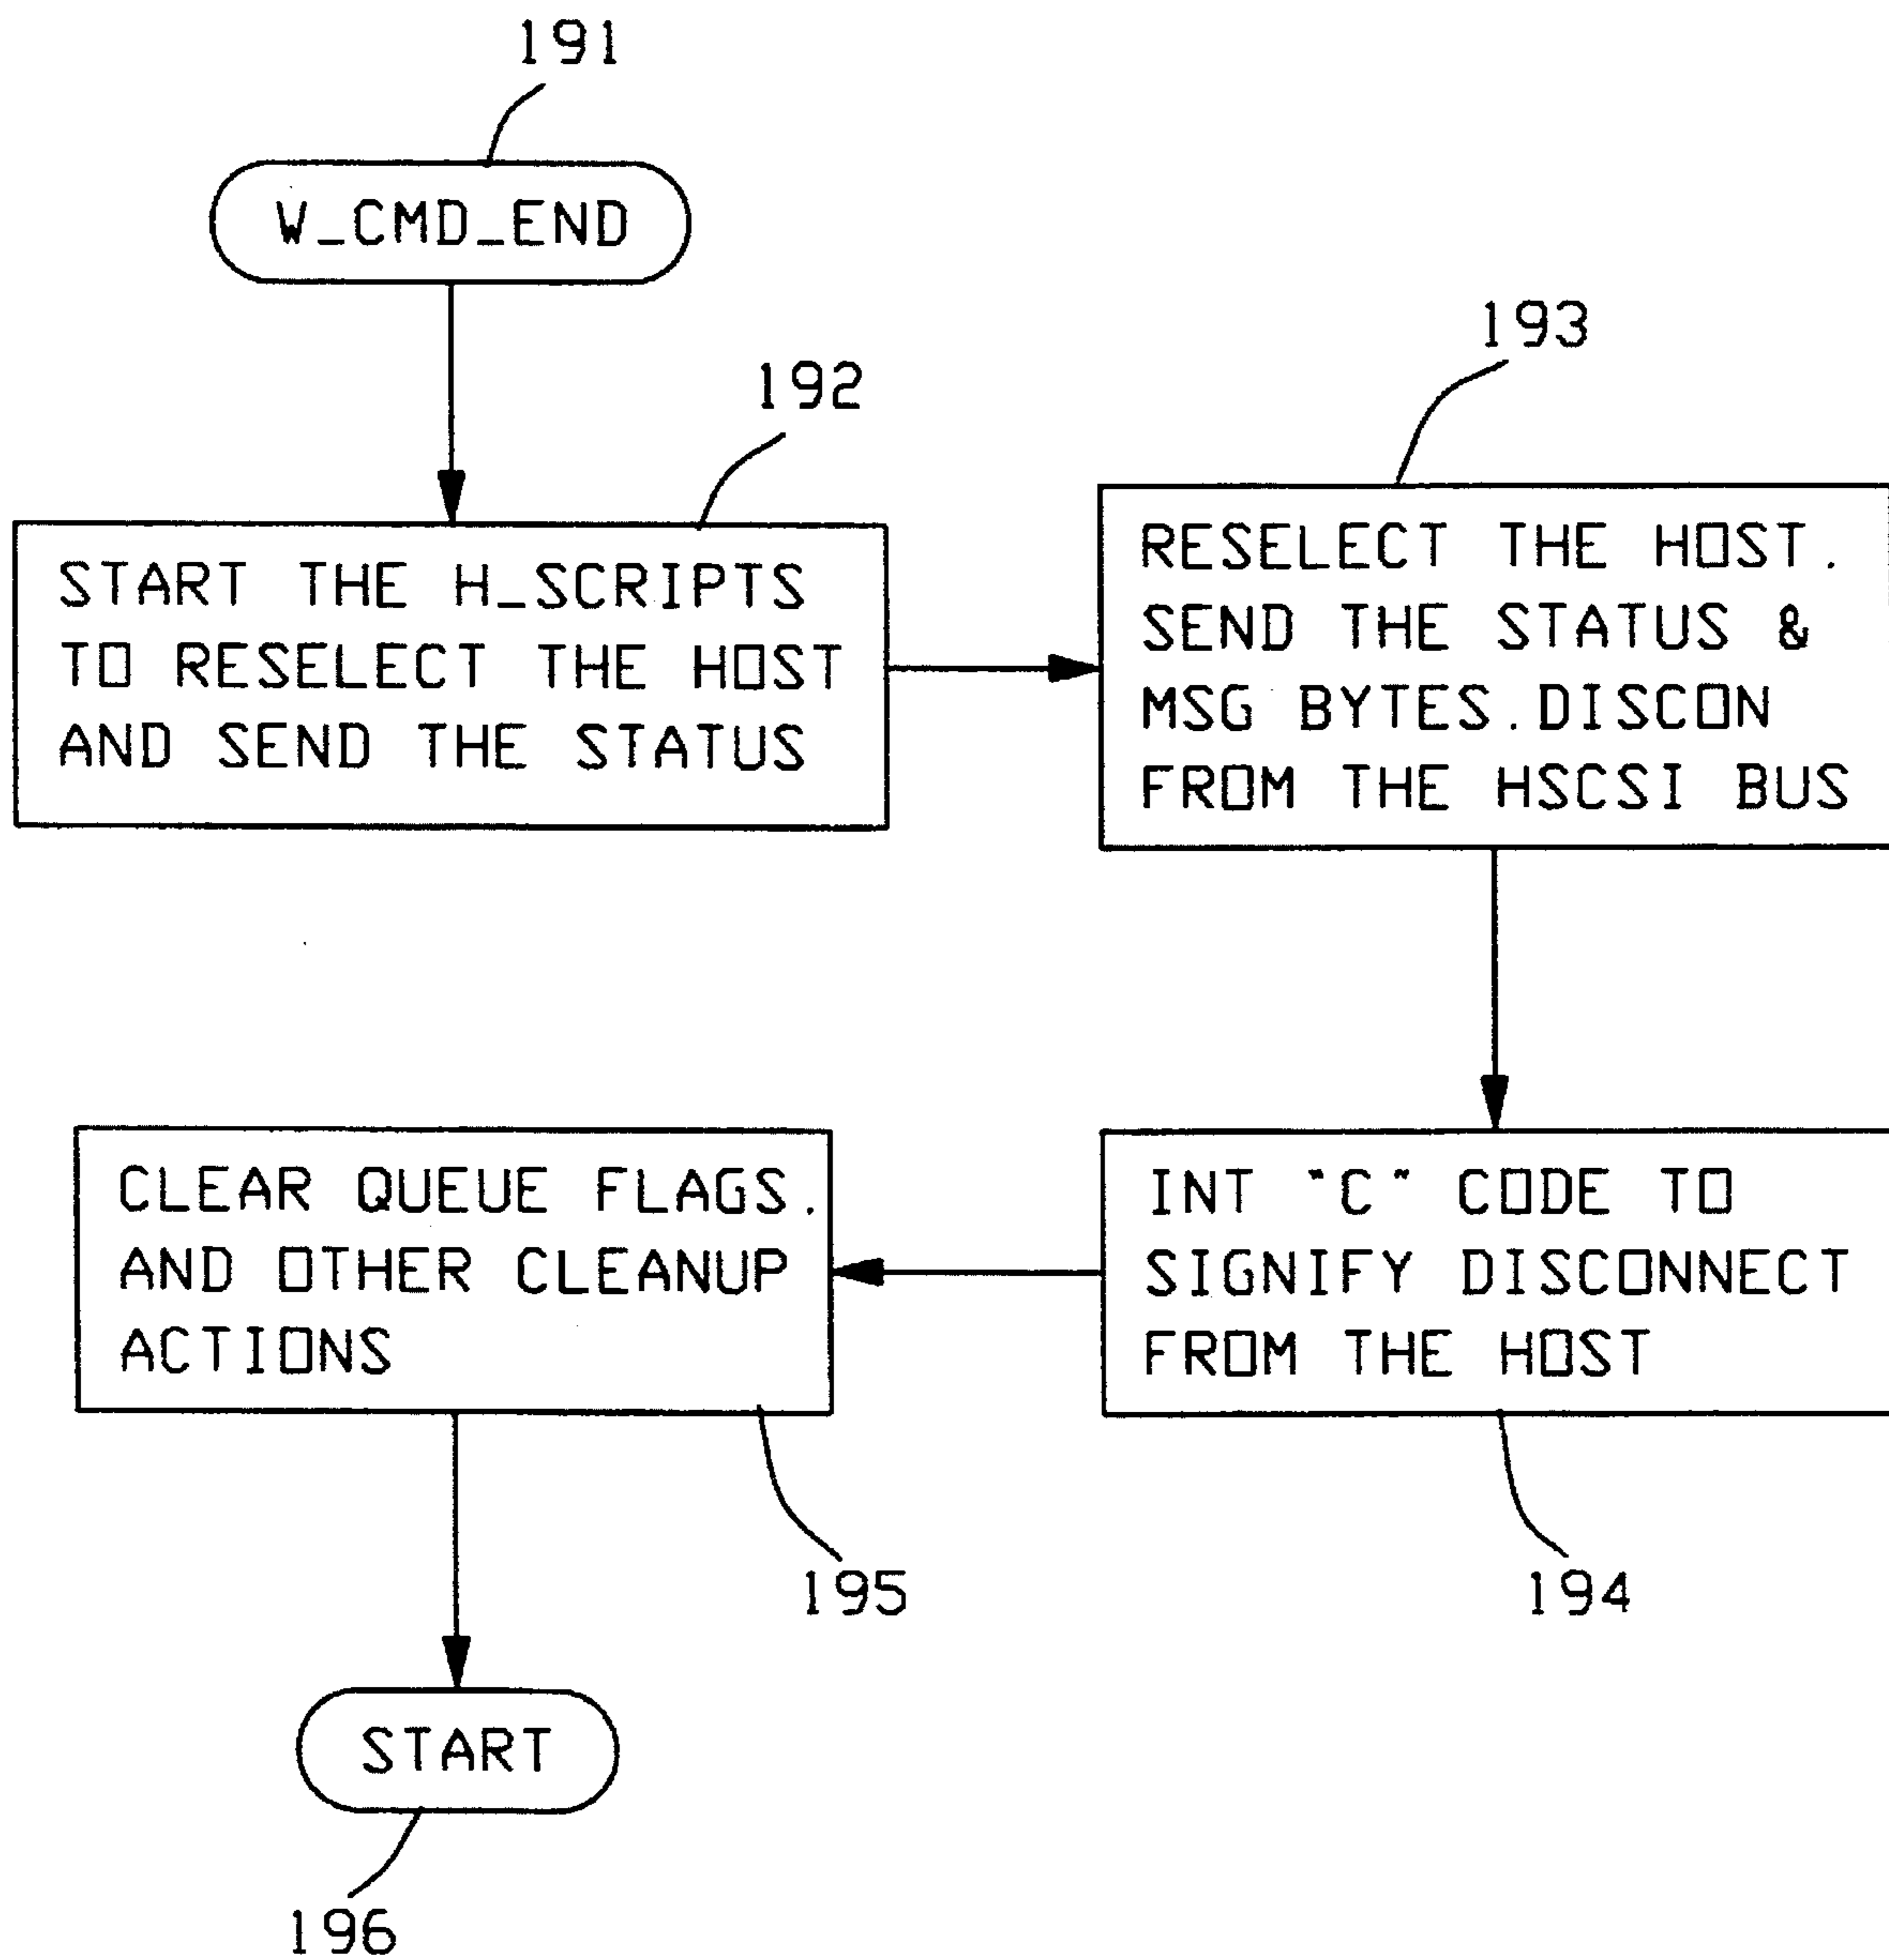 191
W_CMD_END
192
START THE H_SCRIPTS
TO RESELECT THE HOST
AND SEND THE STATUS
193
RESELECT THE HOST.
SEND THE STATUS &
MSG BYTES.DISCON
FROM THE HSCSI BUS
INT "C" CODE TO
SIGNIFY DISCONNECT
FROM THE HOST
194
CLEAR QUEUE FLAGS.
AND OTHER CLEANUP
ACTIONS
195
START
196